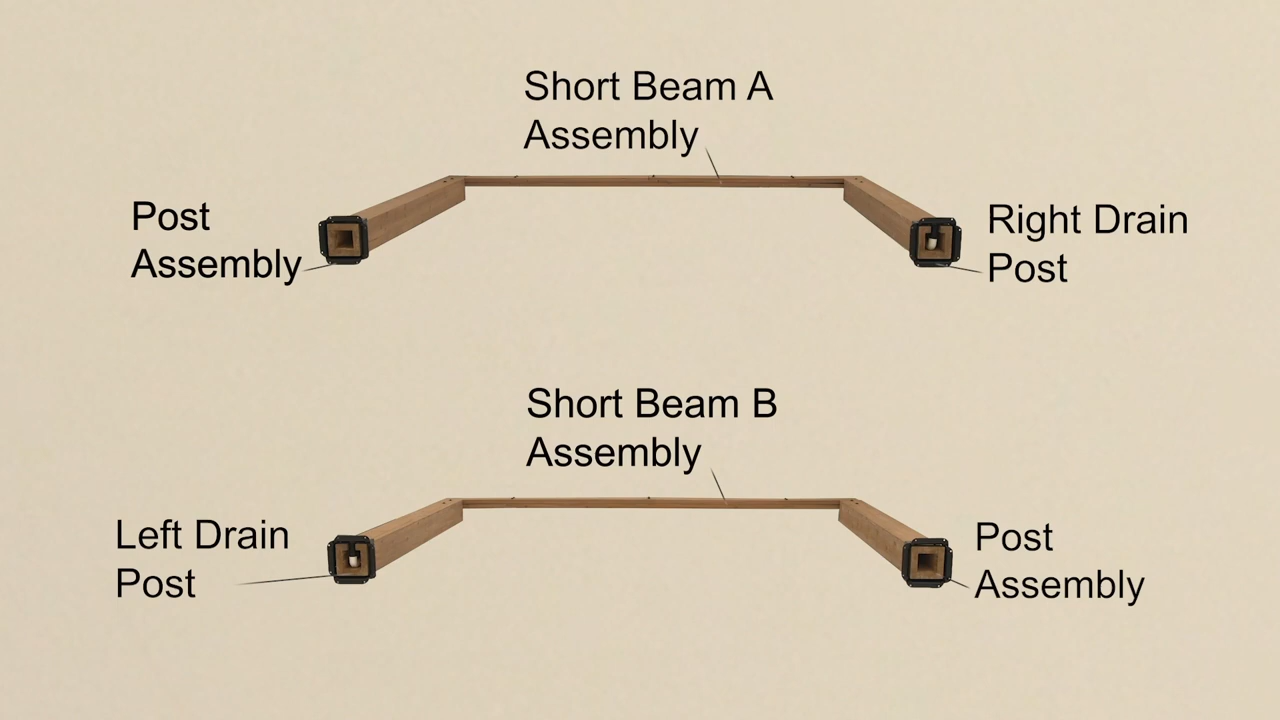 Short Beam A
Assembly
Post
Assembly
Right Drain
Post
Short Beam B
Assembly
Left Drain
Post
Post
Assembly